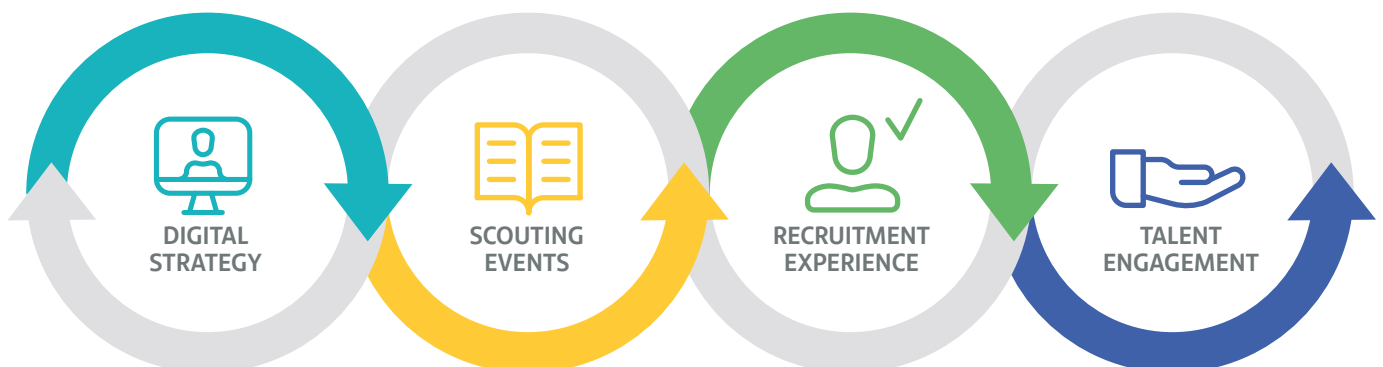 DIGITAL
STRATEGY
SCOUTING
EVENTS
RECRUITMENT
EXPERIENCE
TALENT
ENGAGEMENT